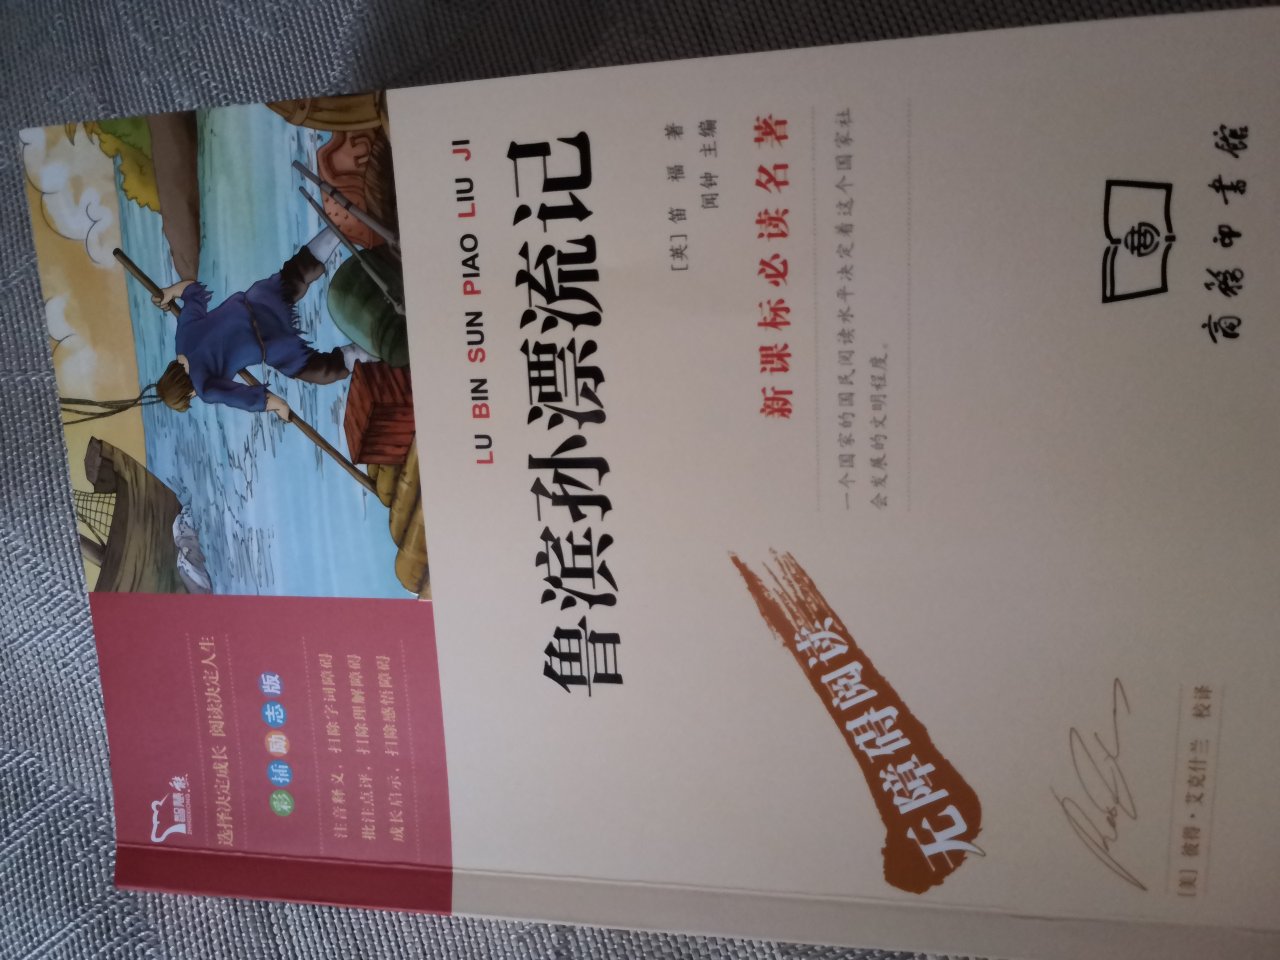 智慧熊
选择决定成长 阅读决定人生
彩插励志版
注音释义，扫除字词障碍
批注点评，扫除理解障碍
成长启示，扫除感悟障碍
LU BIN SUN PIAO LIU JI
鲁滨孙漂流记
[英] 笛 福 著
闻钟 主编
新课标必读名著
一个国家的国民阅读水平决定着这个国家社
会发展的文明程度。
无障碍阅读
[美] 彼得·艾克什兰 校译
商务印书馆